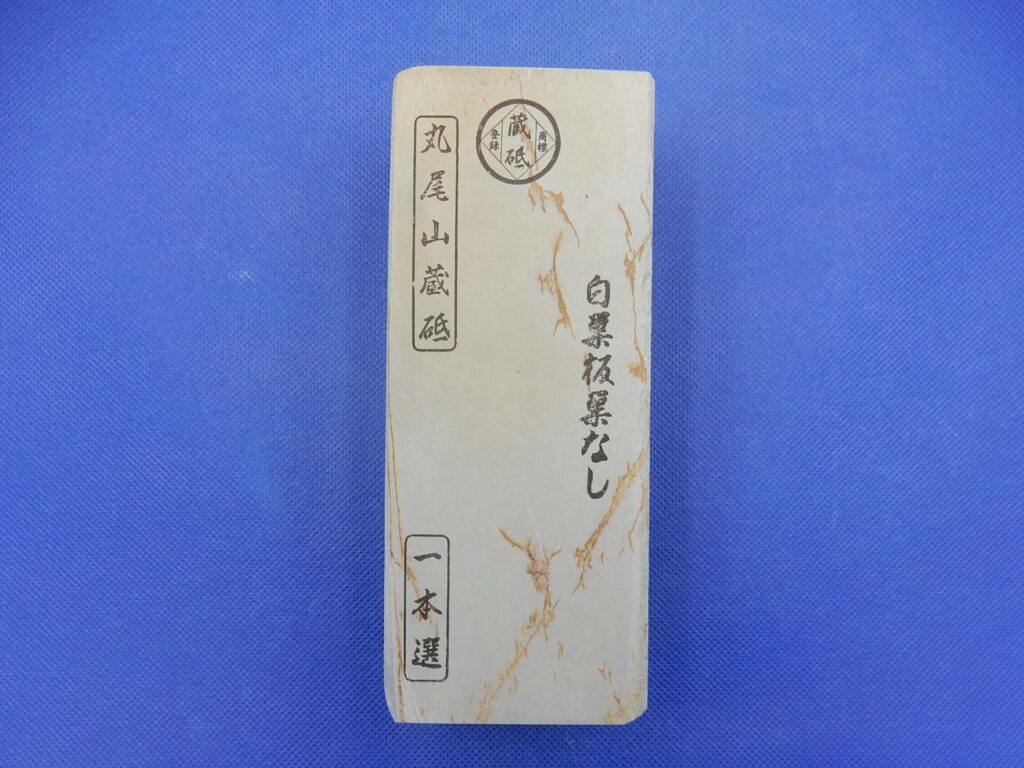 商標
蔵砥
登録
丸尾山蔵砥
白巣板巣なし
一本選